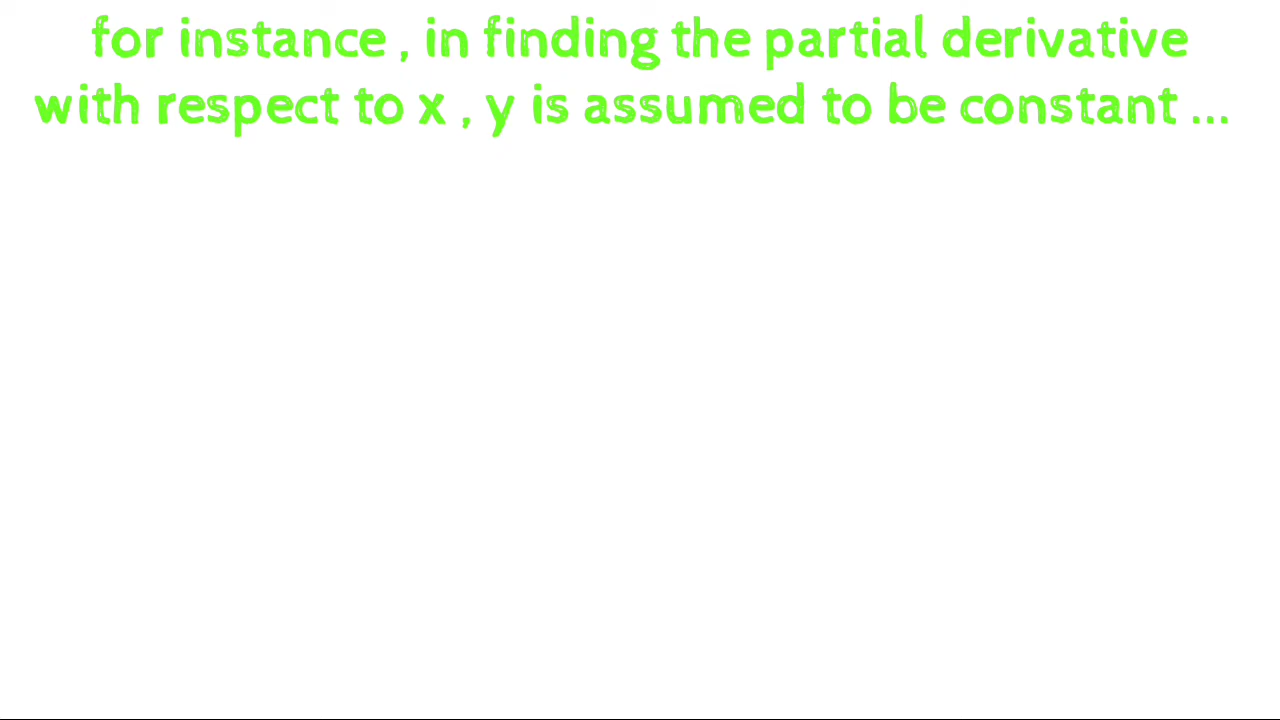 for instance , in finding the partial derivative
with respect to x , y is assumed to be constant ...